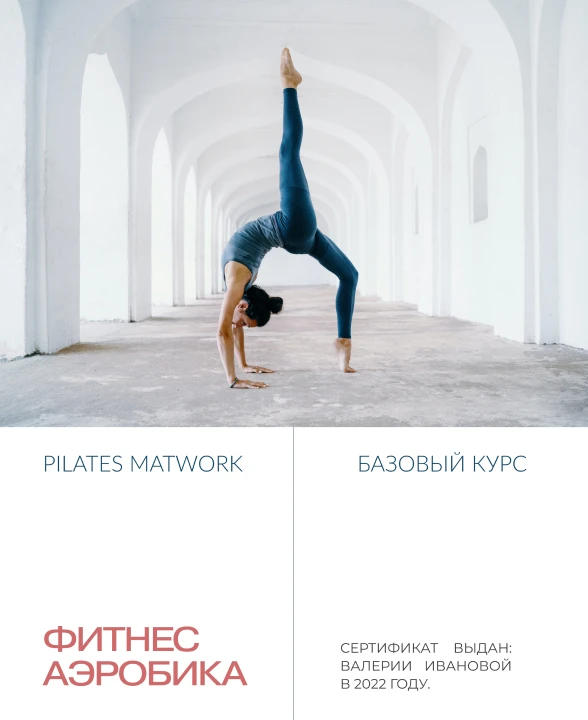 PILATES MATWORK
БАЗОВЫЙ КУРС
ФИТНЕС
АЭРОБИКА
СЕРТИФИКАТ ВЫДАН:
ВАЛЕРИИ ИВАНОВОЙ
В 2022 ГОДУ.